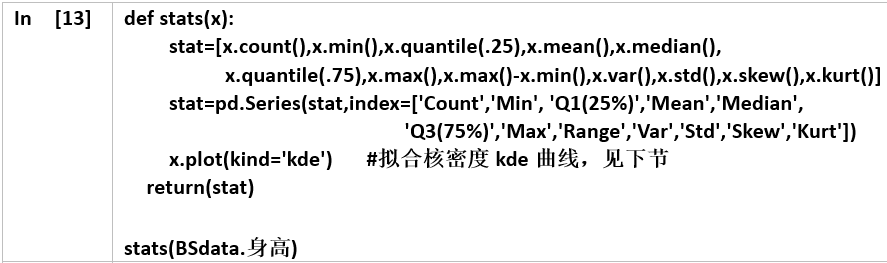 In [13] def stats(x):
stat=[x.count(),x.min(),x.quantile(.25),x.mean(),x.median(),
x.quantile(.75),x.max(),x.max()-x.min(),x.var(),x.std(),x.skew(),x.kurt()]
stat=pd.Series(stat,index=['Count','Min', 'Q1(25%)','Mean','Median',
'Q3(75%)','Max','Range','Var','Std','Skew','Kurt'])
x.plot(kind='kde') #拟合核密度 kde 曲线，见下节
return(stat)
stats(BSdata.身高)